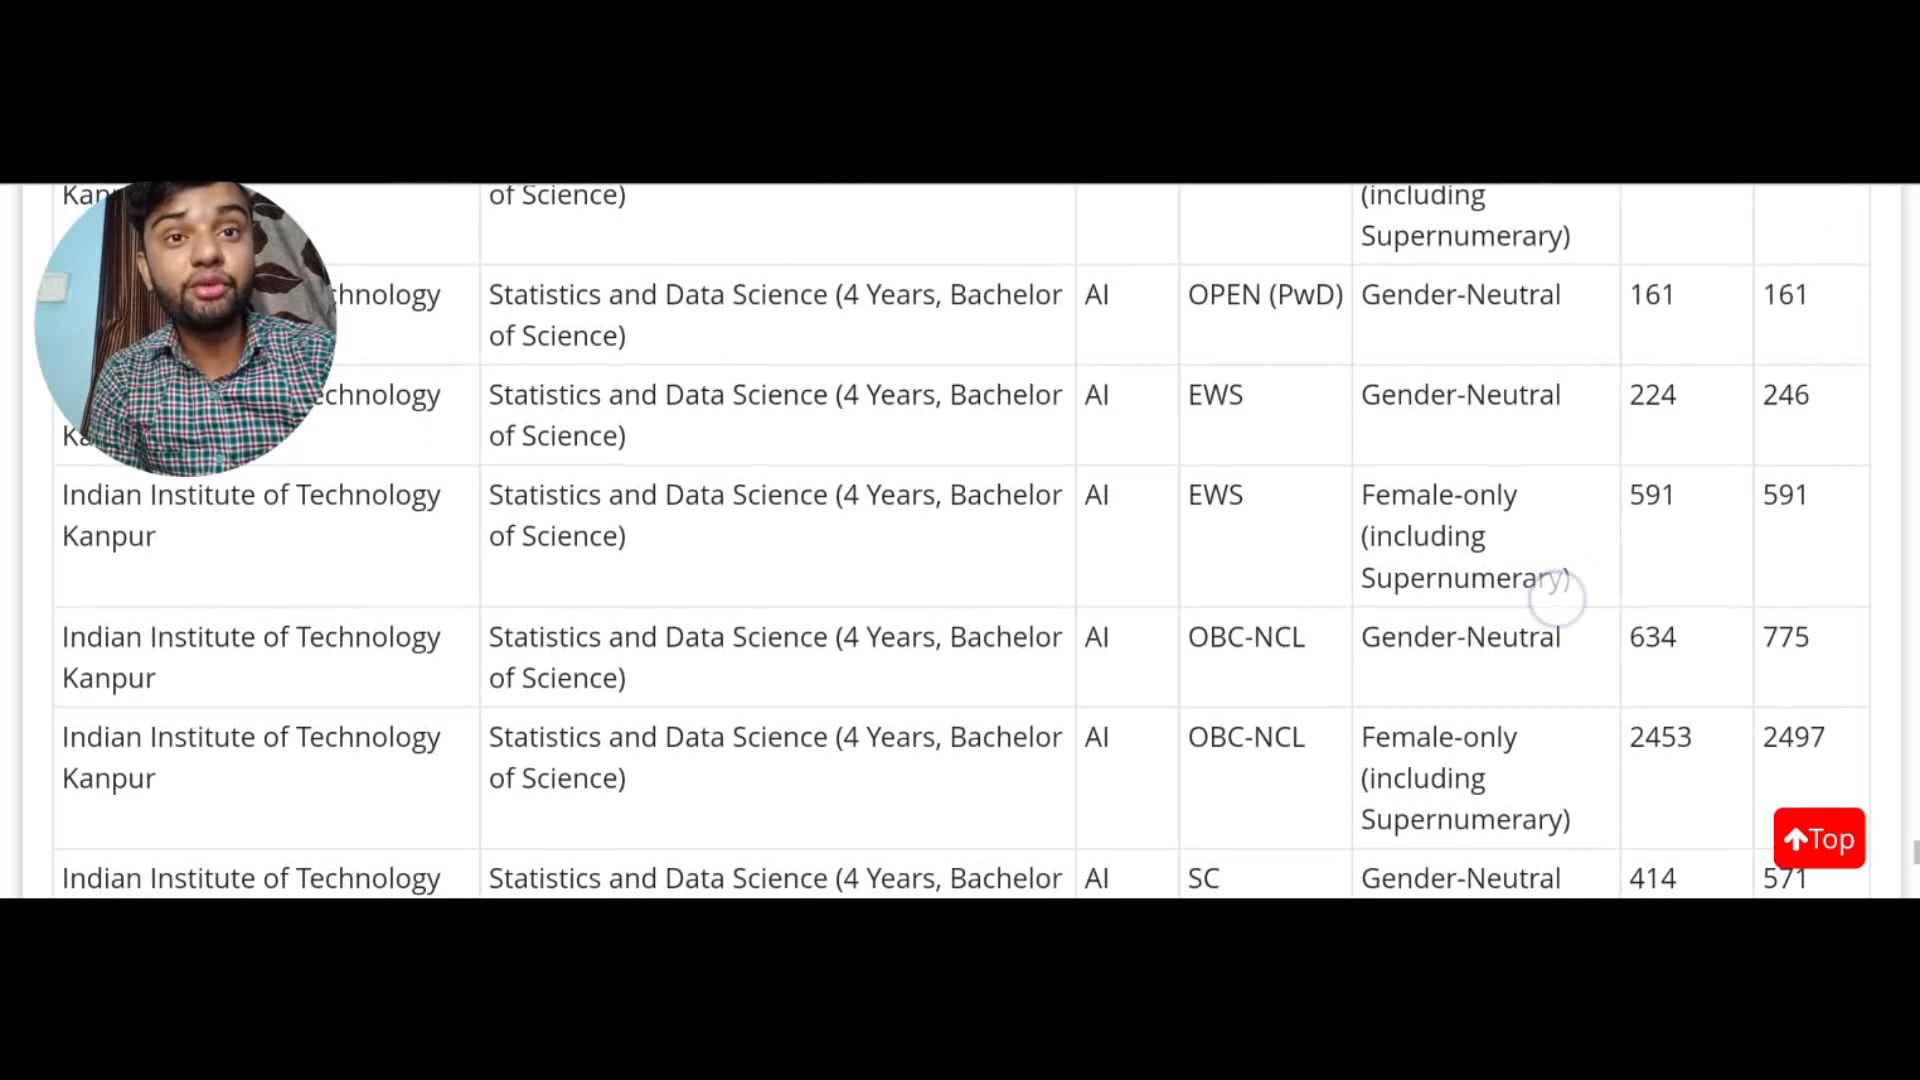 of Science)
(including
Supernumerary)
Statistics and Data Science (4 Years, Bachelor
of Science)
AI
OPEN (PwD)
Gender-Neutral
161
161
Statistics and Data Science (4 Years, Bachelor
of Science)
AI
EWS
Gender-Neutral
224
246
Indian Institute of Technology
Kanpur
Statistics and Data Science (4 Years, Bachelor
of Science)
AI
EWS
Female-only
(including
Supernumerary)
591
591
Indian Institute of Technology
Kanpur
Statistics and Data Science (4 Years, Bachelor
of Science)
AI
OBC-NCL
Gender-Neutral
634
775
Indian Institute of Technology
Kanpur
Statistics and Data Science (4 Years, Bachelor
of Science)
AI
OBC-NCL
Female-only
(including
Supernumerary)
2453
2497
Top
Indian Institute of Technology
Statistics and Data Science (4 Years, Bachelor
AI
SC
Gender-Neutral
414
571